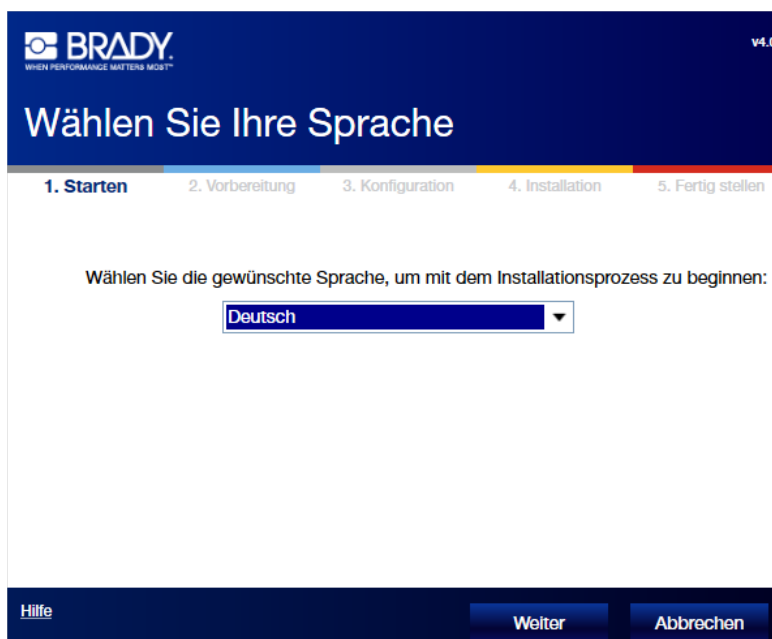 BRADY.
WHEN PERFORMANCE MATTERS MOST™
v4.0
Wählen Sie Ihre Sprache
1. Starten 2. Vorbereitung 3. Konfiguration 4. Installation 5. Fertig stellen
Wählen Sie die gewünschte Sprache, um mit dem Installationsprozess zu beginnen:
Deutsch
Hilfe Weiter Abbrechen